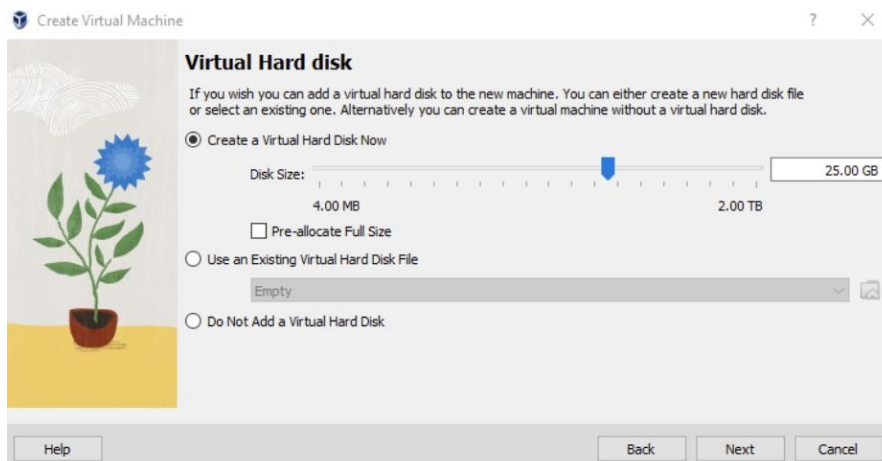 Create Virtual Machine
?
Virtual Hard disk
If you wish you can add a virtual hard disk to the new machine. You can either create a new hard disk file
or select an existing one. Alternatively you can create a virtual machine without a virtual hard disk.
Create a Virtual Hard Disk Now
Disk Size:
25.00 GB
4.00 MB
2.00 TB
Pre-allocate Full Size
Use an Existing Virtual Hard Disk File
Empty
Do Not Add a Virtual Hard Disk
Help
Back
Next
Cancel